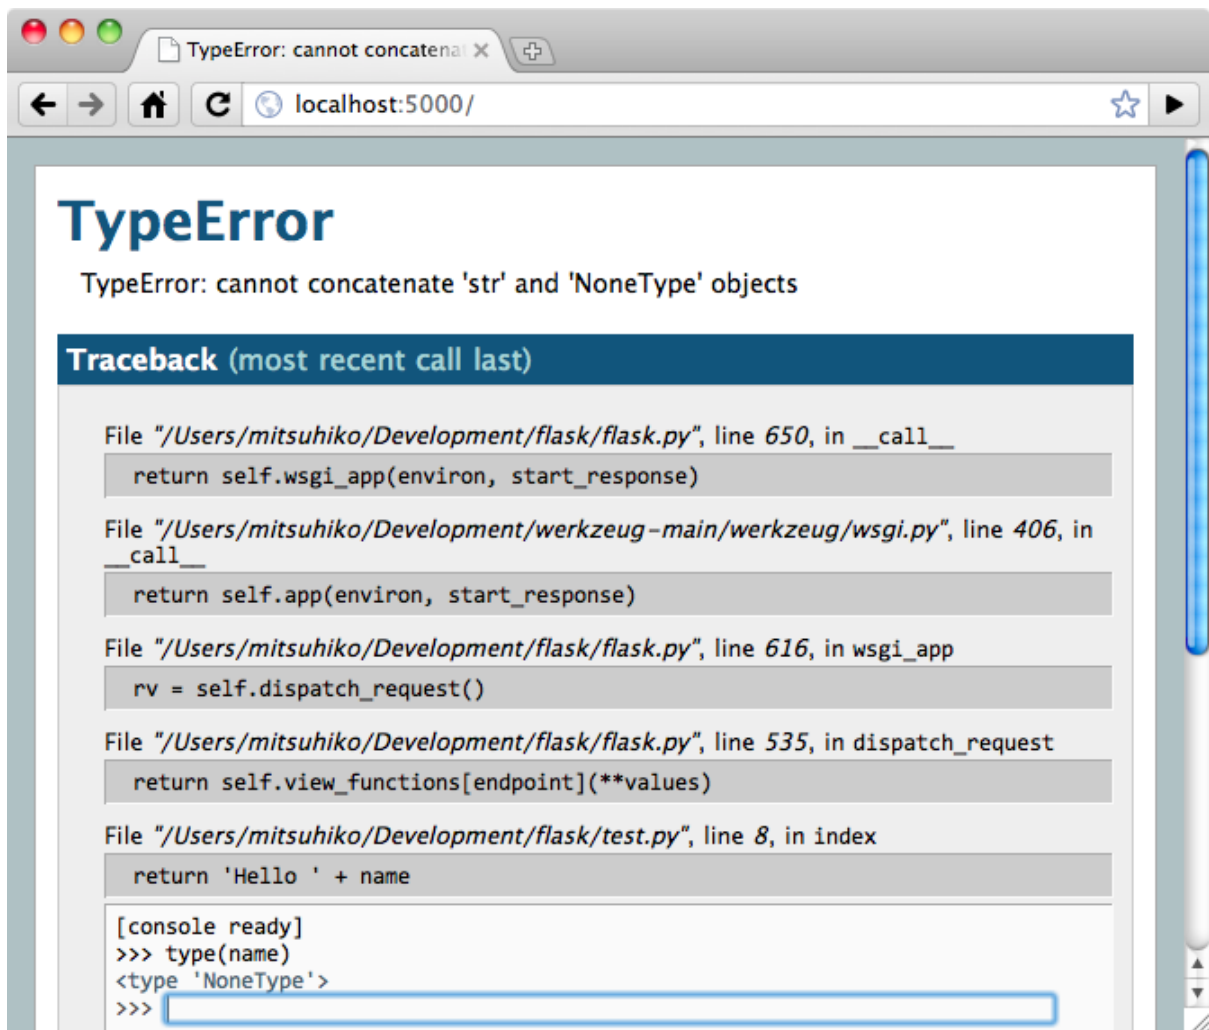 TypeError: cannot concatena
localhost:5000/
TypeError
TypeError: cannot concatenate 'str' and 'NoneType' objects
Traceback (most recent call last)
File "/Users/mitsuhiko/Development/flask/flask.py", line 650, in __call__
return self.wsgi_app(environ, start_response)
File "/Users/mitsuhiko/Development/werkzeug-main/werkzeug/wsgi.py", line 406, in
__call__
return self.app(environ, start_response)
File "/Users/mitsuhiko/Development/flask/flask.py", line 616, in wsgi_app
rv = self.dispatch_request()
File "/Users/mitsuhiko/Development/flask/flask.py", line 535, in dispatch_request
return self.view_functions[endpoint](**values)
File "/Users/mitsuhiko/Development/flask/test.py", line 8, in index
return 'Hello ' + name
[console ready]
>>> type(name)
<type 'NoneType'>
>>>